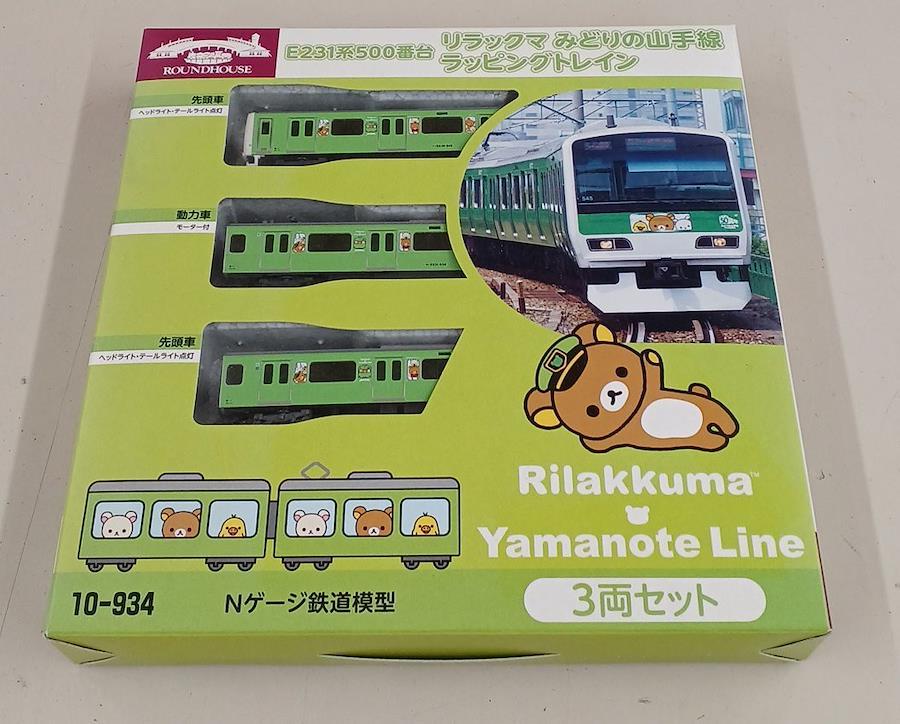 ROUNDHOUSE
E231系500番台
リラックマ みどりの山手線
ラッピングトレイン
先頭車
ヘッドライト・テールライト点灯
動力車
モーター付
先頭車
ヘッドライト・テールライト点灯
Rilakkuma™
Yamanote Line
10-934
Nゲージ鉄道模型
3両セット